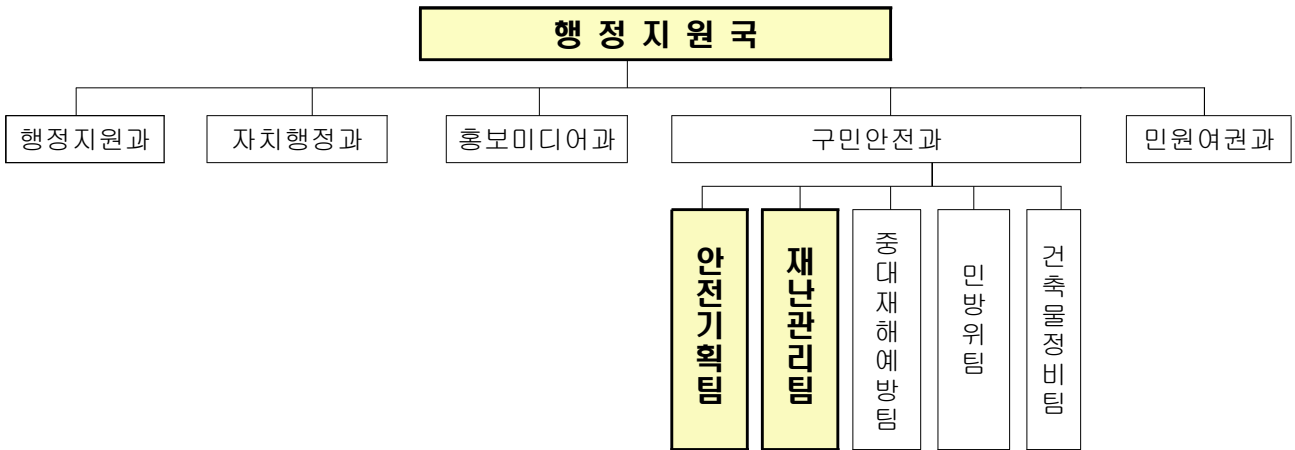 행 정 지 원 국
행정지원과
자치행정과
홍보미디어과
구민안전과
민원여권과
안전기획팀
재난관리팀
중대재해예방팀
민방위팀
건축물정비팀